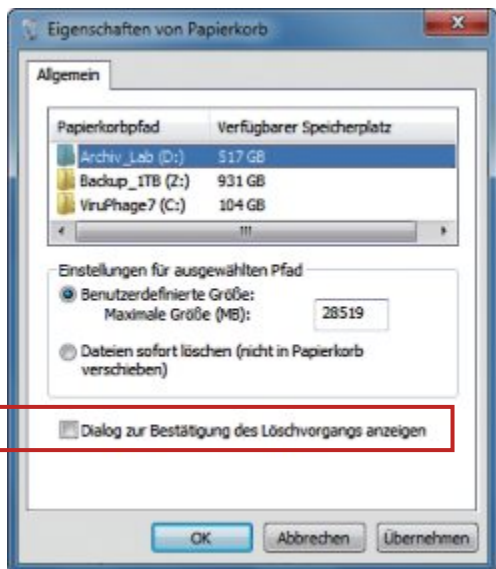 Eigenschaften von Papierkorb
Allgemein
Papierkorbpfad Verfügbarer Speicherplatz
Archiv_Lab (D:) 517 GB
Backup_1TB (Z:) 931 GB
ViruPhage7 (C:) 104 GB
Einstellungen für ausgewählten Pfad
Benutzerdefinierte Größe:
Maximale Größe (MB): 28519
Dateien sofort löschen (nicht in Papierkorb
verschieben)
Dialog zur Bestätigung des Löschvorgangs anzeigen
OK Abbrechen Übernehmen